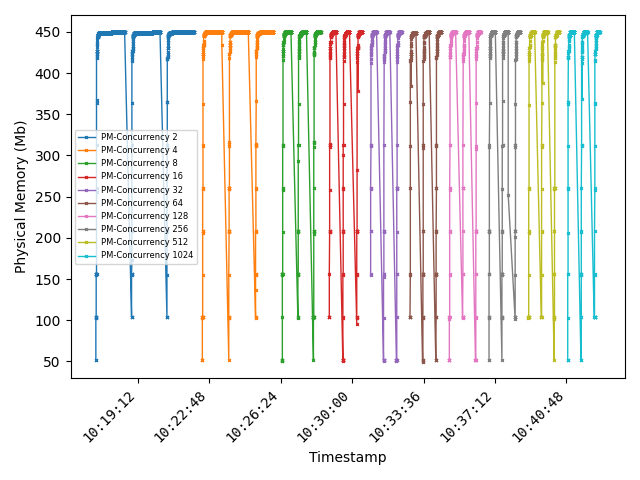 450
400
350
300
250
200
150
100
50
Physical Memory (Mb)
PM-Concurrency 2
PM-Concurrency 4
PM-Concurrency 8
PM-Concurrency 16
PM-Concurrency 32
PM-Concurrency 64
PM-Concurrency 128
PM-Concurrency 256
PM-Concurrency 512
PM-Concurrency 1024
10:19:12
10:22:48
10:26:24
10:30:00
10:33:36
10:37:12
10:40:48
Timestamp